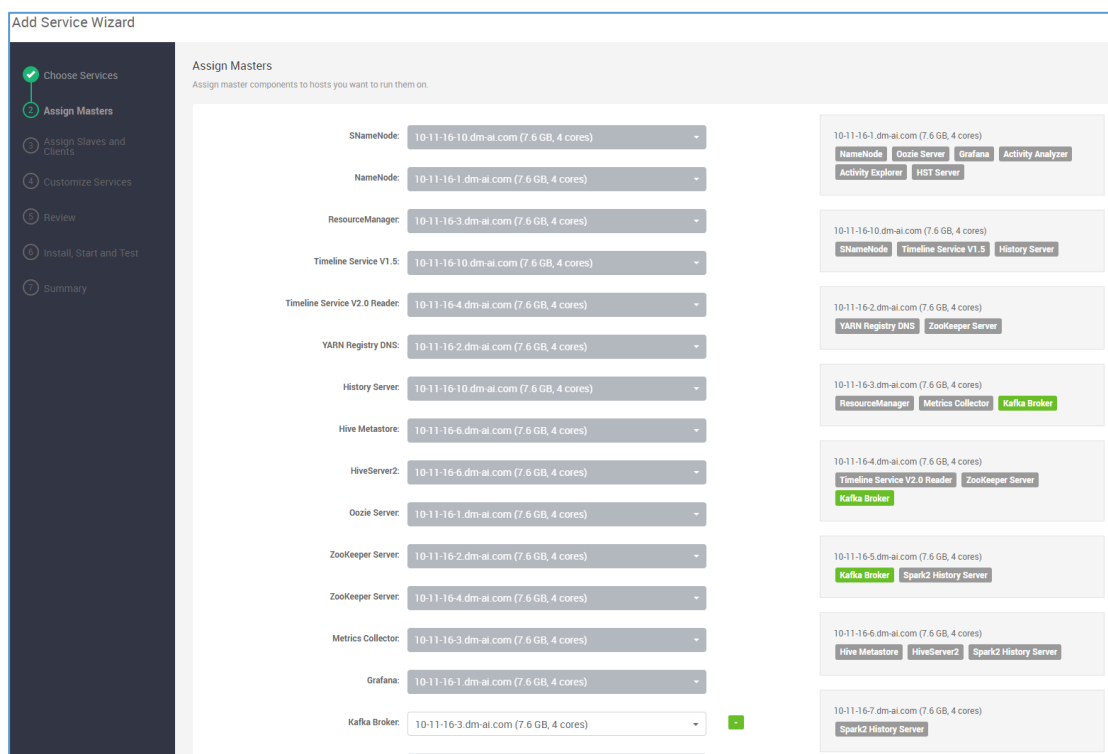 Add Service Wizard
Choose Services
2 Assign Masters
3 Assign Slaves and
Clients
4 Customize Services
5 Review
6 Install, Start and Test
7 Summary
Assign Masters
Assign master components to hosts you want to run them on.
SNameNode: 10-11-16-10.dm-ai.com (7.6 GB, 4 cores)
NameNode: 10-11-16-1.dm-ai.com (7.6 GB, 4 cores)
ResourceManager: 10-11-16-3.dm-ai.com (7.6 GB, 4 cores)
Timeline Service V1.5: 10-11-16-10.dm-ai.com (7.6 GB, 4 cores)
Timeline Service V2.0 Reader: 10-11-16-4.dm-ai.com (7.6 GB, 4 cores)
YARN Registry DNS: 10-11-16-2.dm-ai.com (7.6 GB, 4 cores)
History Server: 10-11-16-10.dm-ai.com (7.6 GB, 4 cores)
Hive Metastore: 10-11-16-6.dm-ai.com (7.6 GB, 4 cores)
HiveServer2: 10-11-16-6.dm-ai.com (7.6 GB, 4 cores)
Oozie Server: 10-11-16-1.dm-ai.com (7.6 GB, 4 cores)
ZooKeeper Server: 10-11-16-2.dm-ai.com (7.6 GB, 4 cores)
ZooKeeper Server: 10-11-16-4.dm-ai.com (7.6 GB, 4 cores)
Metrics Collector: 10-11-16-3.dm-ai.com (7.6 GB, 4 cores)
Grafana: 10-11-16-1.dm-ai.com (7.6 GB, 4 cores)
Kafka Broker: 10-11-16-3.dm-ai.com (7.6 GB, 4 cores) -
10-11-16-1.dm-ai.com (7.6 GB, 4 cores)
NameNode Oozie Server Grafana Activity Analyzer
Activity Explorer HST Server
10-11-16-10.dm-ai.com (7.6 GB, 4 cores)
SNameNode Timeline Service V1.5 History Server
10-11-16-2.dm-ai.com (7.6 GB, 4 cores)
YARN Registry DNS ZooKeeper Server
10-11-16-3.dm-ai.com (7.6 GB, 4 cores)
ResourceManager Metrics Collector Kafka Broker
10-11-16-4.dm-ai.com (7.6 GB, 4 cores)
Timeline Service V2.0 Reader ZooKeeper Server
Kafka Broker
10-11-16-5.dm-ai.com (7.6 GB, 4 cores)
Kafka Broker Spark2 History Server
10-11-16-6.dm-ai.com (7.6 GB, 4 cores)
Hive Metastore HiveServer2 Spark2 History Server
10-11-16-7.dm-ai.com (7.6 GB, 4 cores)
Spark2 History Server